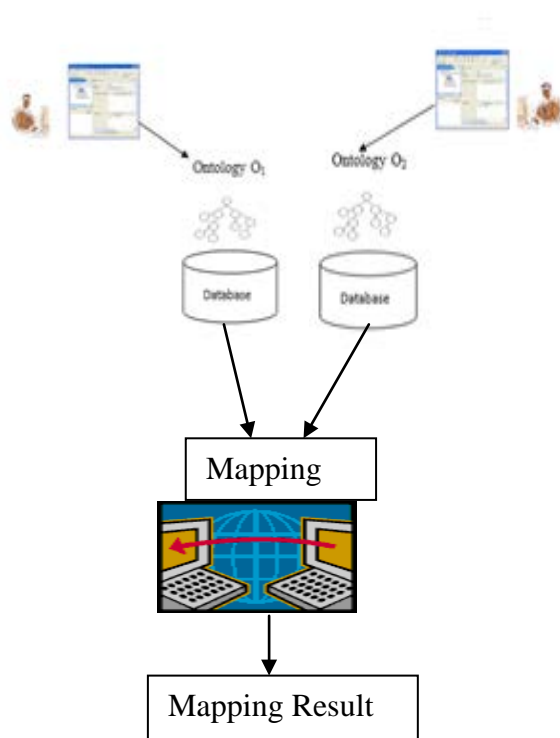 Ontology O₁
Ontology O₂
Database
Database
Mapping
Mapping Result